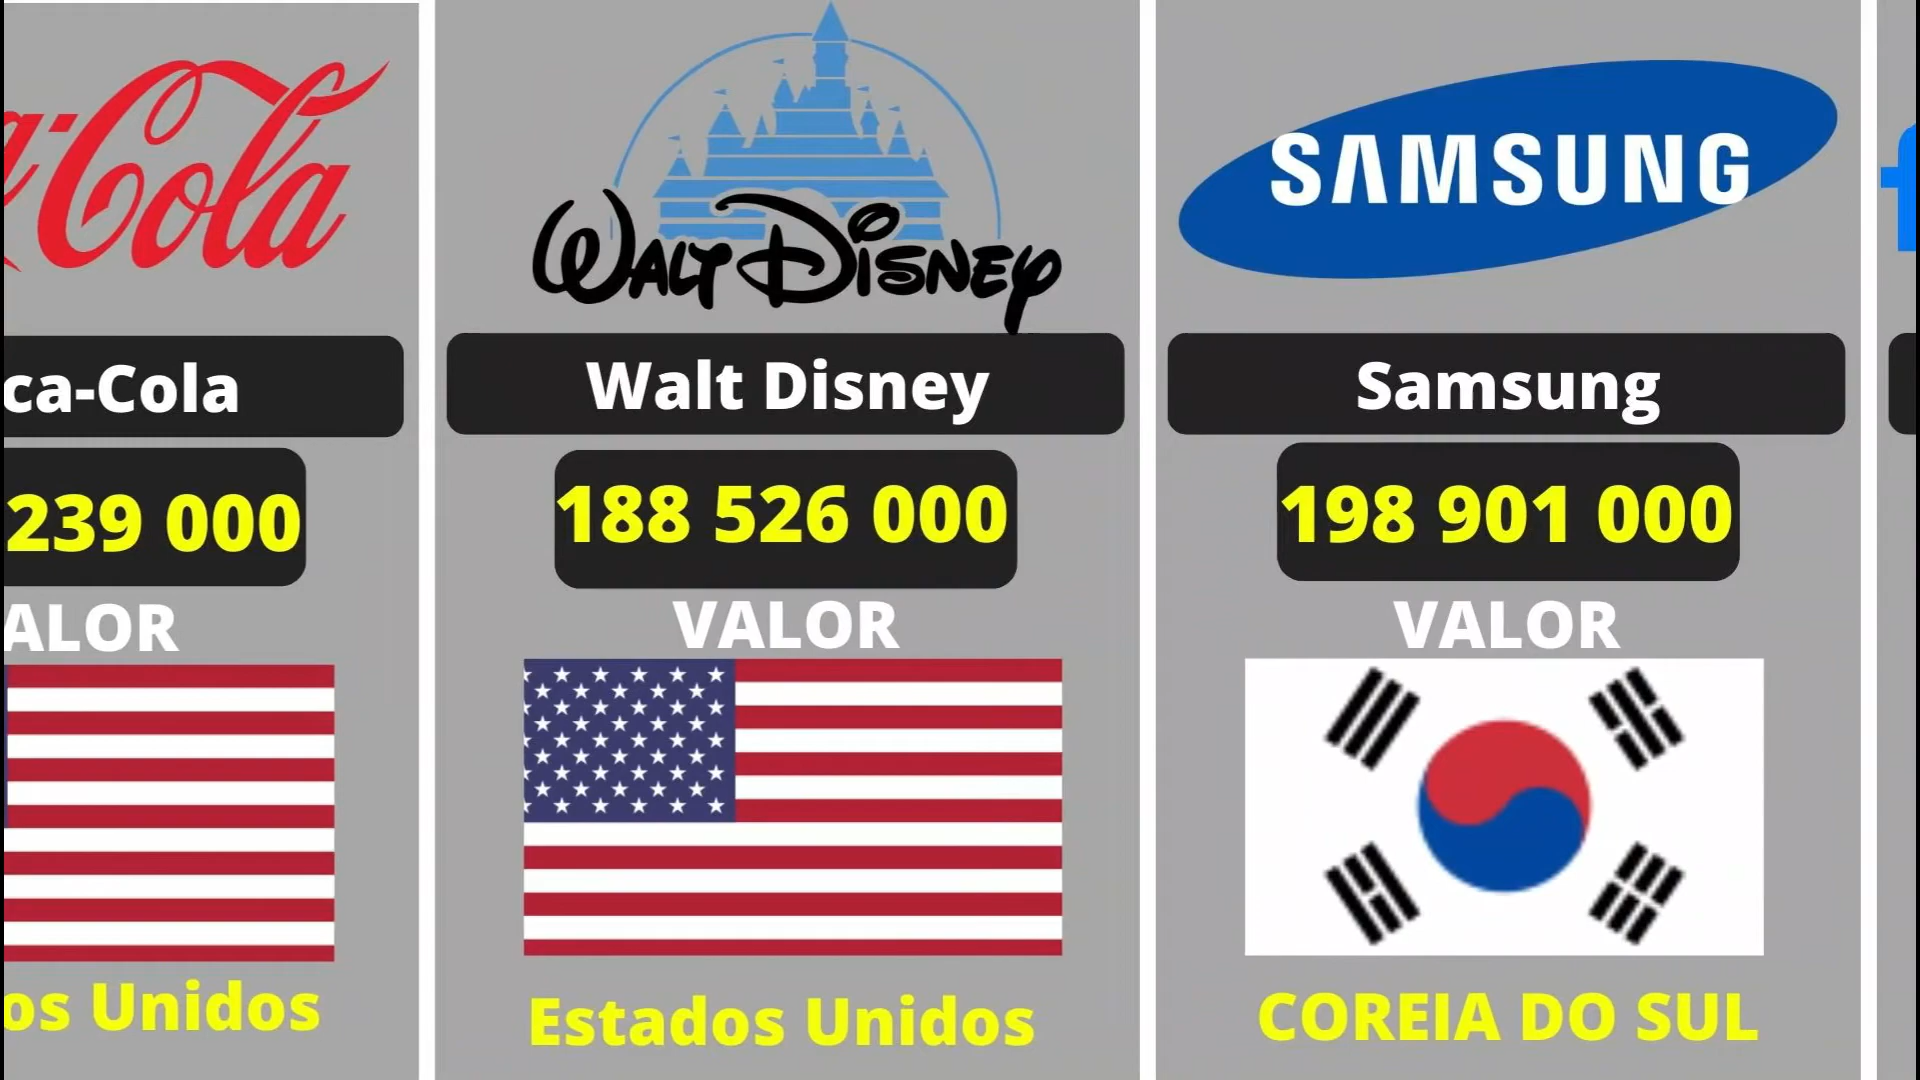 Cola
ca-Cola
239 000
ALOR
os Unidos
WALT DISNEY
Walt Disney
188 526 000
VALOR
Estados Unidos
SAMSUNG
Samsung
198 901 000
VALOR
COREIA DO SUL